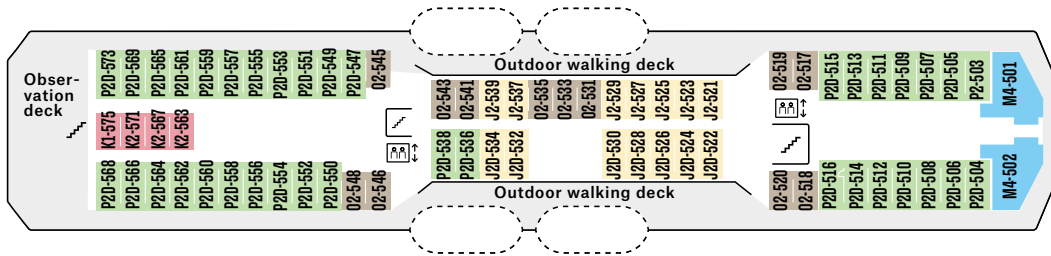 Obser-
vation
deck
P2D-573
P2D-569
P2D-565
P2D-561
P2D-559
P2D-557
P2D-555
P2D-553
P2D-551
P2D-549
P2D-547
O2-545
K1-575
K2-571
K2-567
K2-563
P2D-568
P2D-566
P2D-564
P2D-562
P2D-560
P2D-558
P2D-556
P2D-554
P2D-552
P2D-550
O2-548
O2-546
Outdoor walking deck
O2-543
O2-541
J2-539
J2-537
O2-535
O2-533
O2-531
J2-529
J2-527
J2-525
J2-523
J2-521
P2D-538
P2D-536
J2D-534
J2D-532
J2D-530
J2D-528
J2D-526
J2D-524
J2D-522
Outdoor walking deck
O2-519
O2-517
P2D-515
P2D-513
P2D-511
P2D-509
P2D-507
P2D-505
P2-503
M4-501
O2-520
O2-518
P2D-516
P2D-514
P2D-512
P2D-510
P2D-508
P2D-506
P2D-504
M4-502